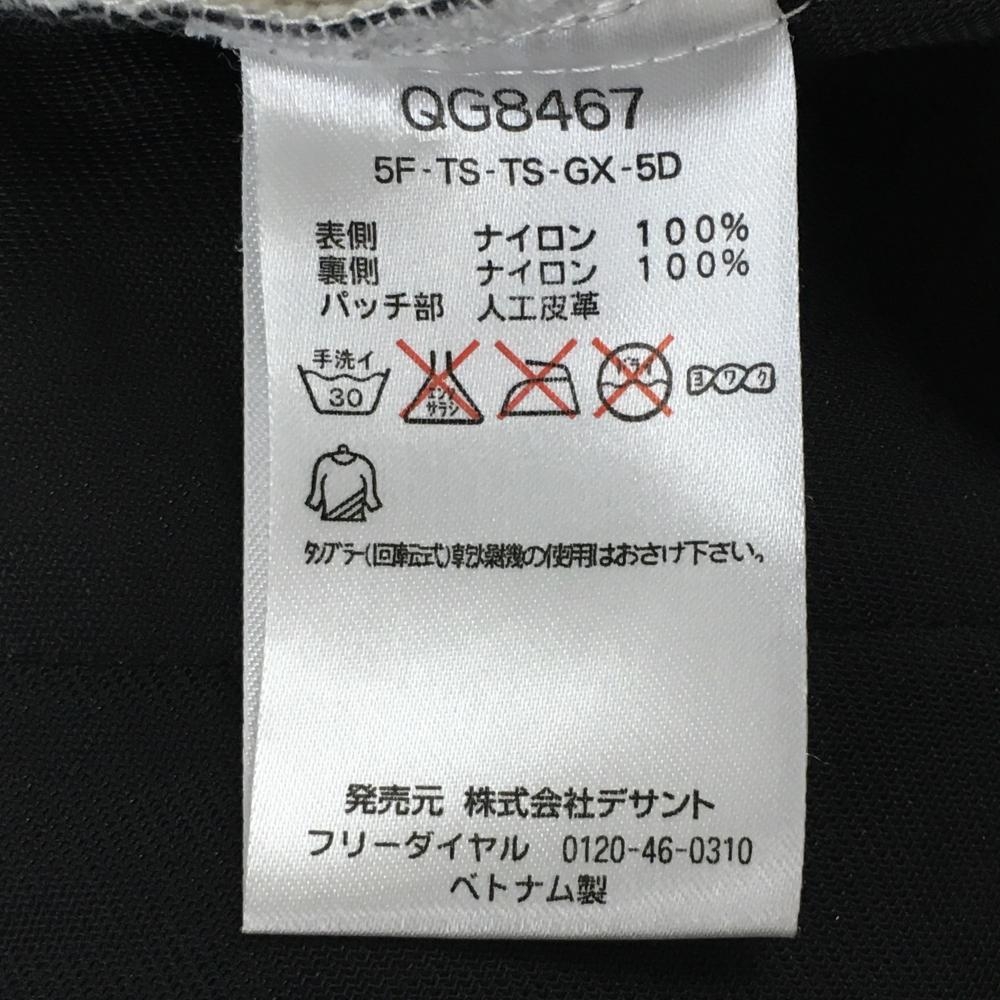 QG8467
5F-TS-TS-GX-5D
表側 ナイロン 100%
裏側 ナイロン 100%
パッチ部 人工皮革
手洗イ
30
エンソ
サラシ
ドライ
ヨワク
タンブラー(回転式)乾燥機の使用はおさけ下さい。
発売元 株式会社デサント
フリーダイヤル 0120-46-0310
ベトナム製